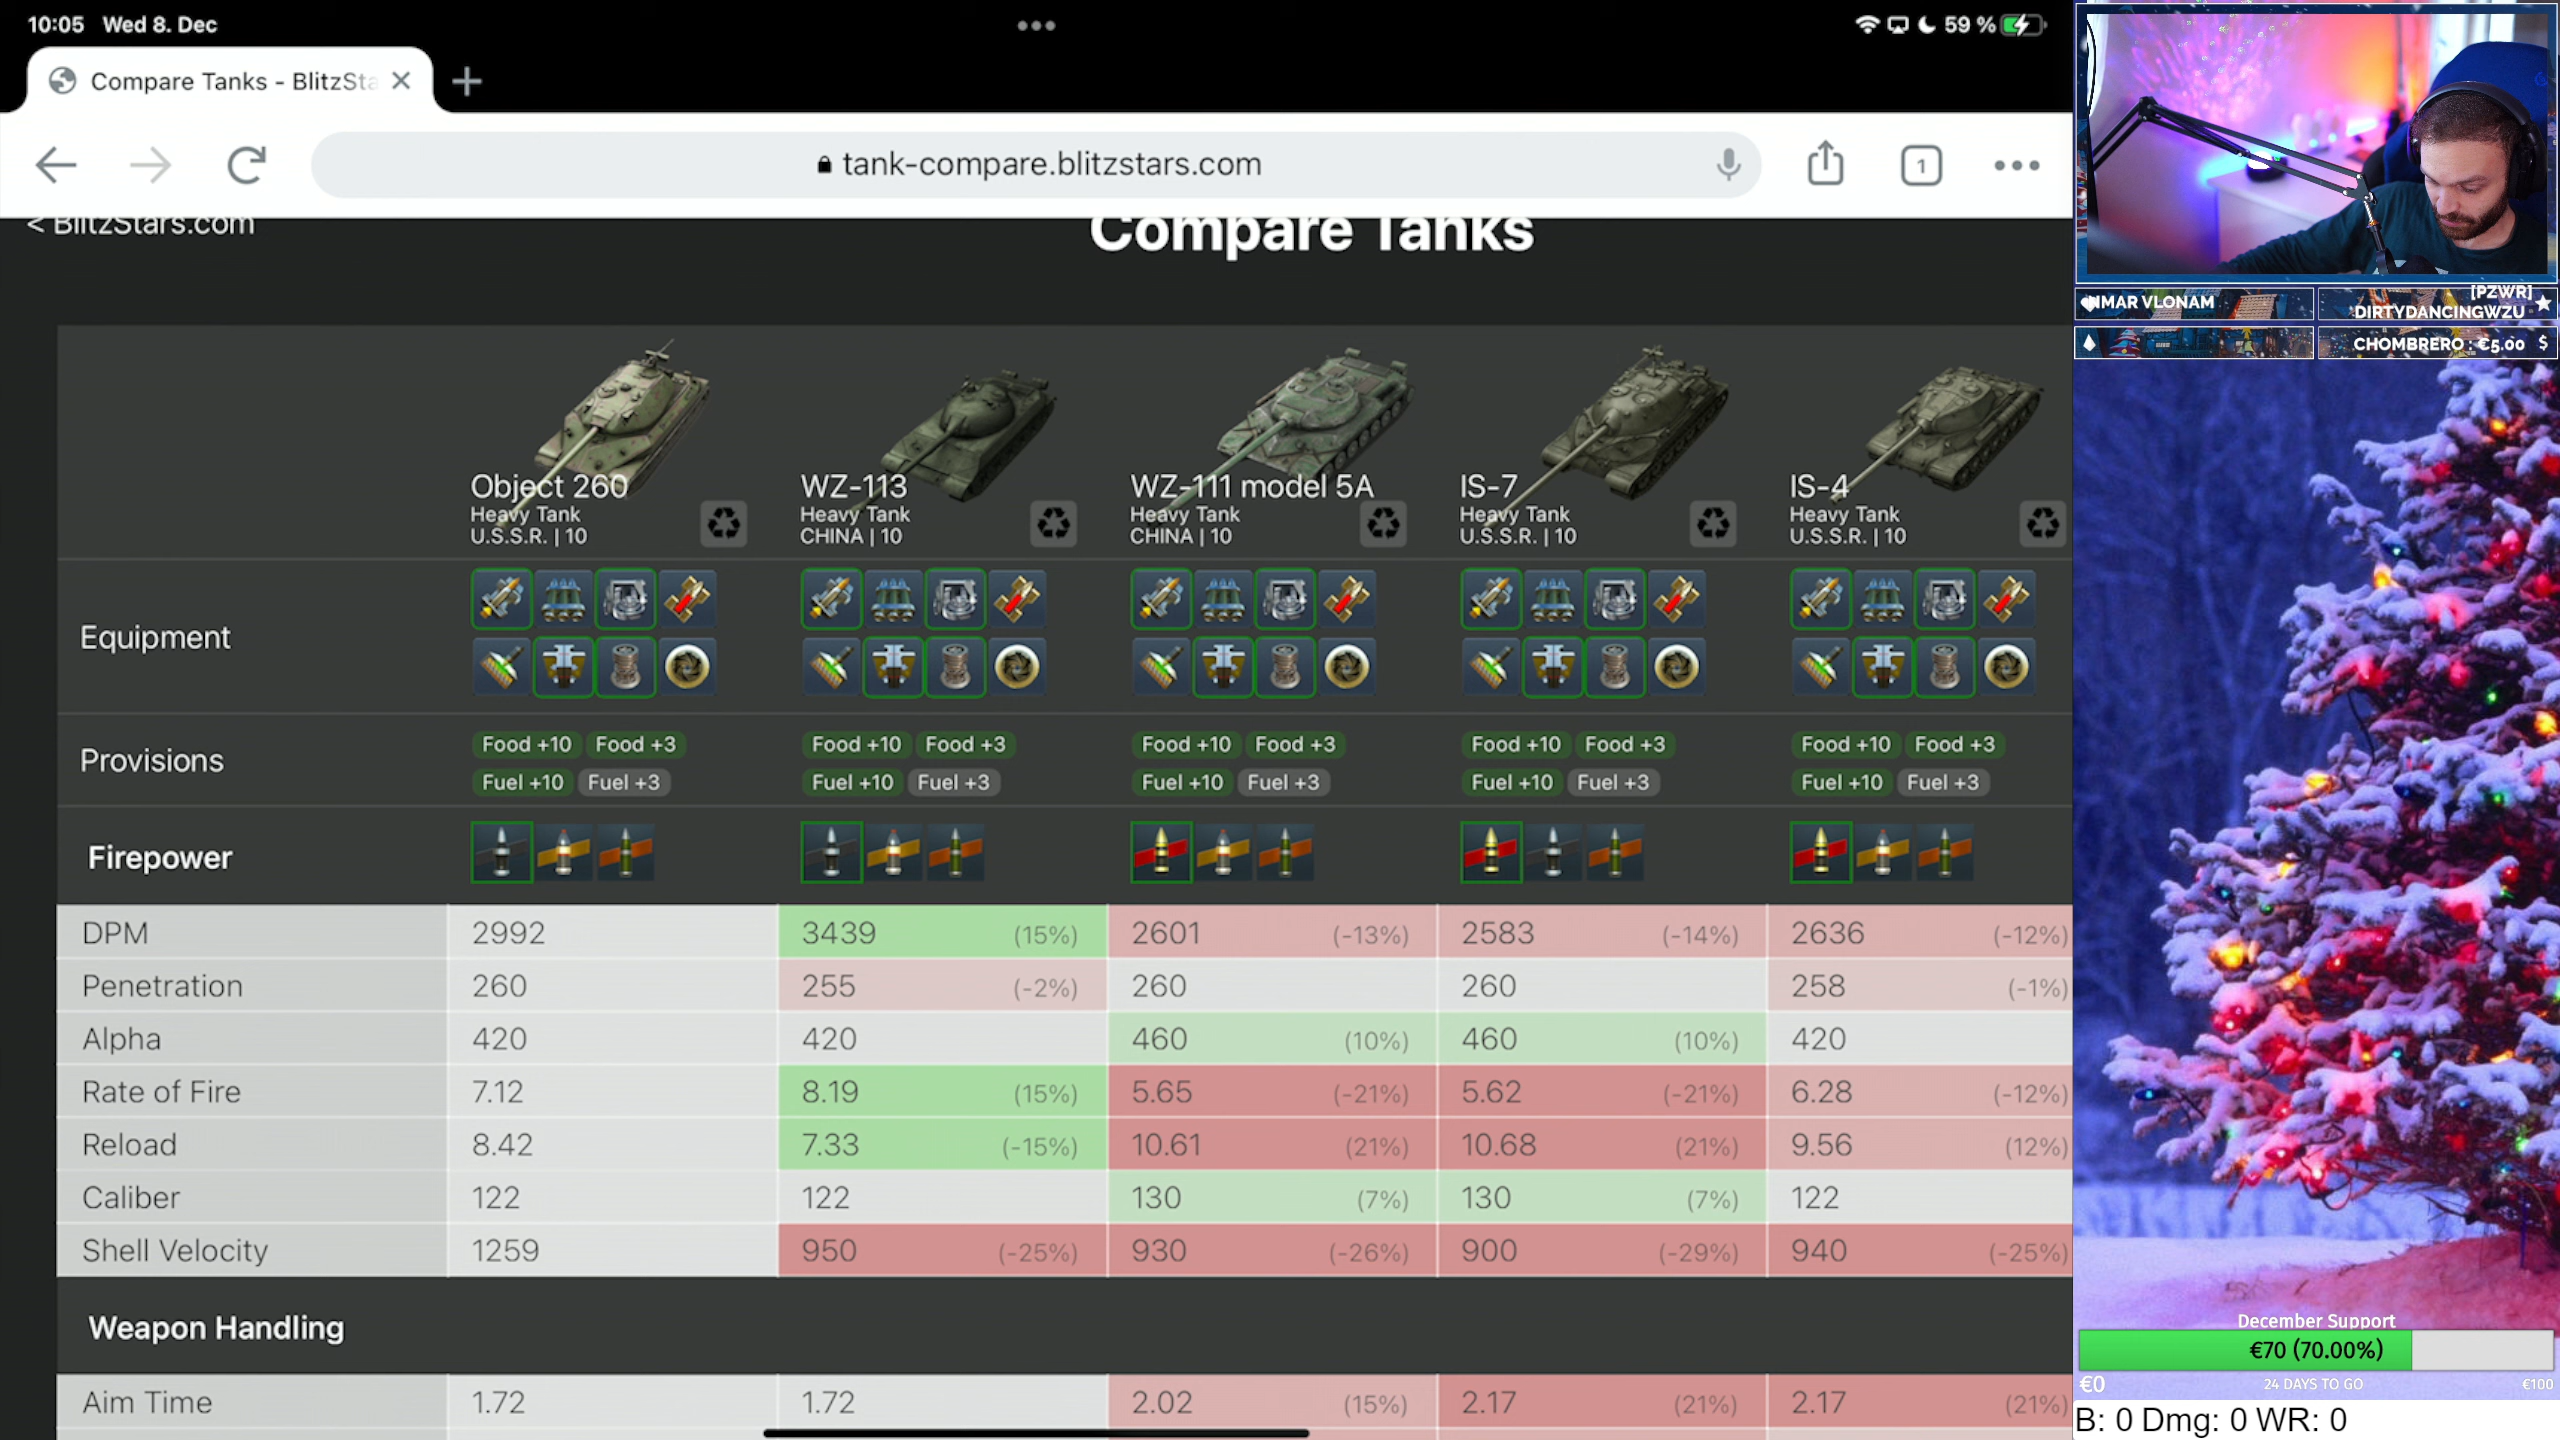 10:05 Wed 8. Dec
59 %
Compare Tanks - BlitzSta
tank-compare.blitzstars.com
1
< BlitzStars.com
Compare Tanks
Object 260
Heavy Tank
U.S.S.R. | 10
WZ-113
Heavy Tank
CHINA | 10
WZ-111 model 5A
Heavy Tank
CHINA | 10
IS-7
Heavy Tank
U.S.S.R. | 10
IS-4
Heavy Tank
U.S.S.R. | 10
Equipment
Provisions
Food +10 Food +3 Food +10 Food +3 Food +10 Food +3 Food +10 Food +3 Food +10 Food +3
Fuel +10 Fuel +3 Fuel +10 Fuel +3 Fuel +10 Fuel +3 Fuel +10 Fuel +3 Fuel +10 Fuel +3
Firepower
DPM 2992 3439 (15%) 2601 (-13%) 2583 (-14%) 2636 (-12%)
Penetration 260 255 (-2%) 260 260 258 (-1%)
Alpha 420 420 460 (10%) 460 (10%) 420
Rate of Fire 7.12 8.19 (15%) 5.65 (-21%) 5.62 (-21%) 6.28 (-12%)
Reload 8.42 7.33 (-15%) 10.61 (21%) 10.68 (21%) 9.56 (12%)
Caliber 122 122 130 (7%) 130 (7%) 122
Shell Velocity 1259 950 (-25%) 930 (-26%) 900 (-29%) 940 (-25%)
Weapon Handling
Aim Time 1.72 1.72 2.02 (15%) 2.17 (21%) 2.17 (21%)
VLONAM
[PZWR]
DIRTYDANCINGWZU
CHOMBRERO : €5.00 $
December Support
€70 (70.00%)
€0 24 DAYS TO GO €100
B: 0 Dmg: 0 WR: 0